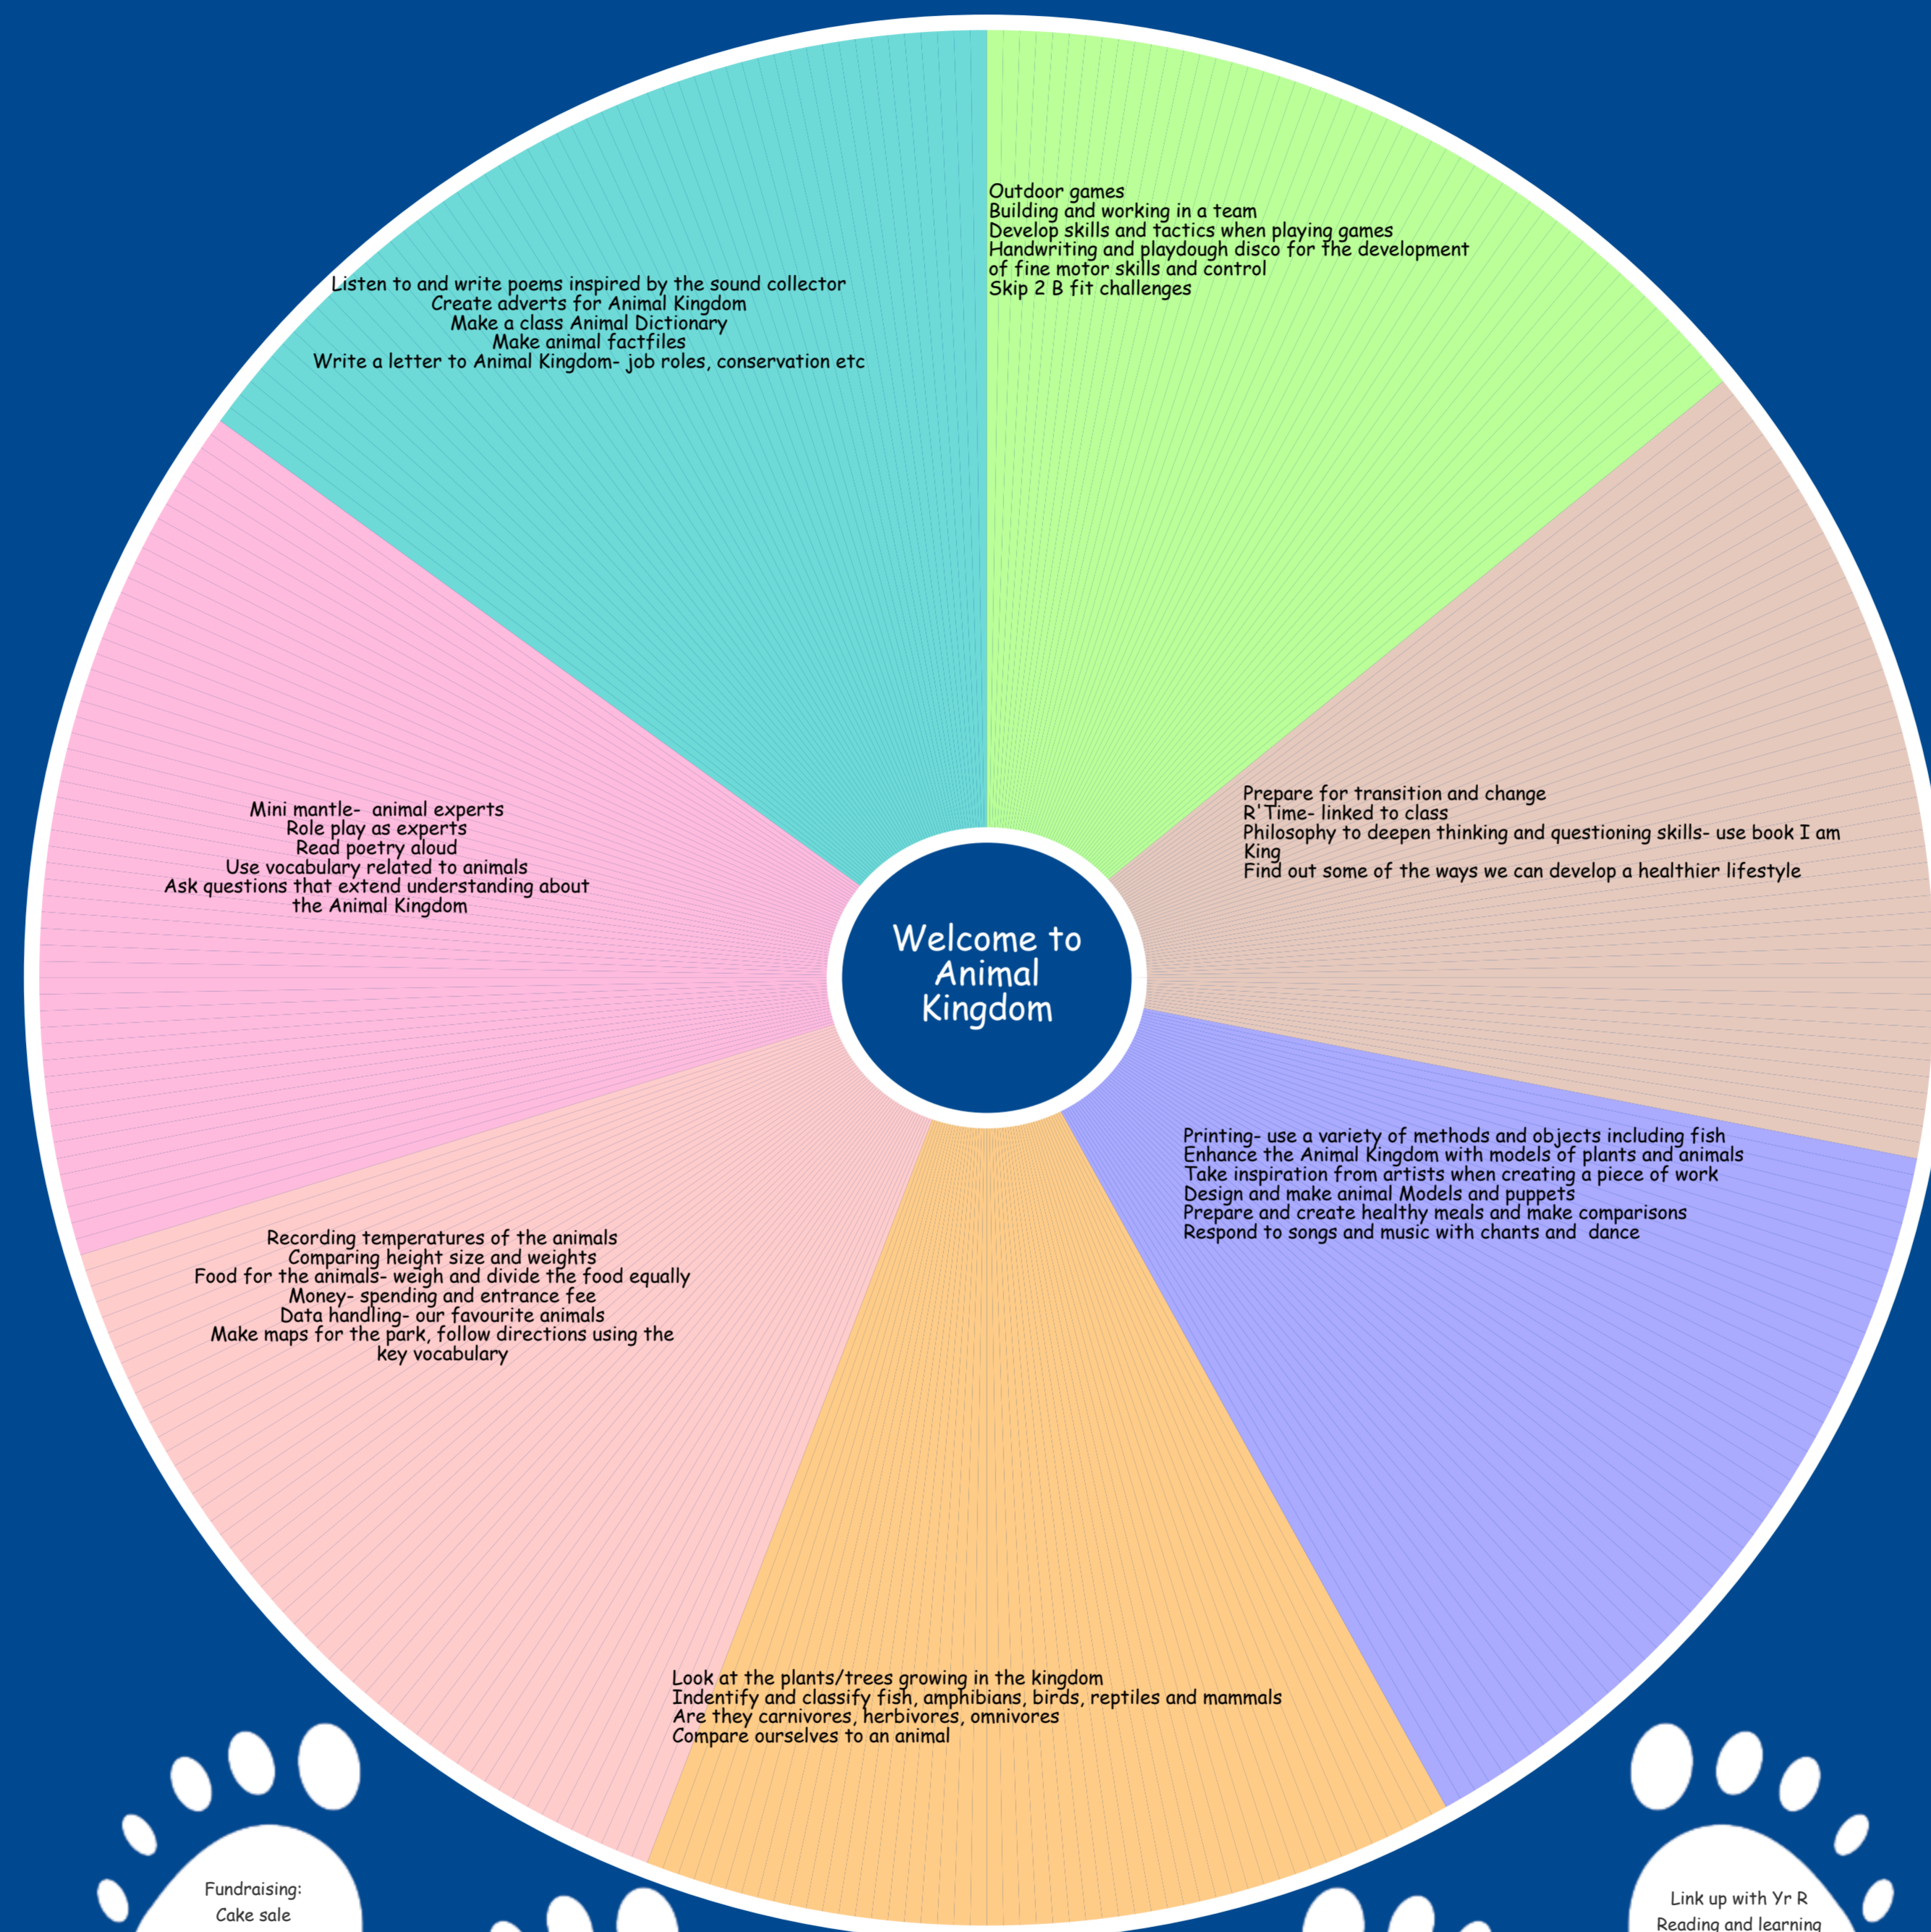 Outdoor games
Building and working in a team
Develop skills and tactics when playing games
Handwriting and playdough disco for the development
of fine motor skills and control
Skip 2 B fit challenges
Listen to and write poems inspired by the sound collector
Create adverts for Animal Kingdom
Make a class Animal Dictionary
Make animal factfiles
Write a letter to Animal Kingdom- job roles, conservation etc
Prepare for transition and change
R'Time- linked to class
Philosophy to deepen thinking and questioning skills- use book I am
King
Find out some of the ways we can develop a healthier lifestyle
Mini mantle-  animal experts
Role play as experts
Read poetry aloud
Use vocabulary related to animals
Ask questions that extend understanding about
the Animal Kingdom
Welcome to
Animal
Kingdom
Printing- use a variety of methods and objects including fish
Enhance the Animal Kingdom with models of plants and animals
Take inspiration from artists when creating a piece of work
Design and make animal Models and puppets
Prepare and create healthy meals and make comparisons
Respond to songs and music with chants and  dance
Recording temperatures of the animals
Comparing height size and weights
Food for the animals- weigh and divide the food equally
Money- spending and entrance fee
Data handling- our favourite animals
Make maps for the park, follow directions using the
key vocabulary
Look at the plants/trees growing in the kingdom
Indentify and classify fish, amphibians, birds, reptiles and mammals
Are they carnivores, herbivores, omnivores
Compare ourselves to an animal
Fundraising:
Cake sale
Link up with Yr R
Reading and learning